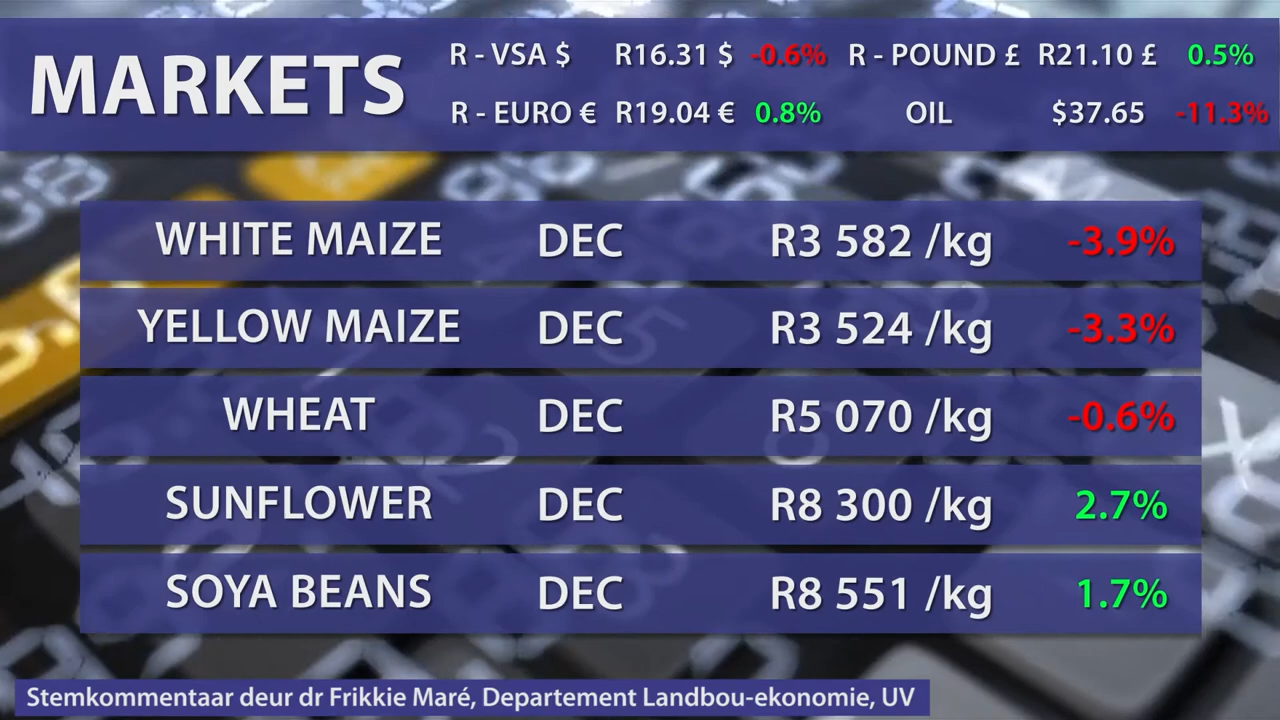 MARKETS
R - VSA $ R16.31 $ -0.6% R - POUND £ R21.10 £ 0.5%
R - EURO € R19.04 € 0.8% OIL $37.65 -11.3%
WHITE MAIZE DEC R3 582 /kg -3.9%
YELLOW MAIZE DEC R3 524 /kg -3.3%
WHEAT DEC R5 070 /kg -0.6%
SUNFLOWER DEC R8 300 /kg 2.7%
SOYA BEANS DEC R8 551 /kg 1.7%
Stemkommentaar deur dr Frikkie Maré, Departement Landbou-ekonomie, UV